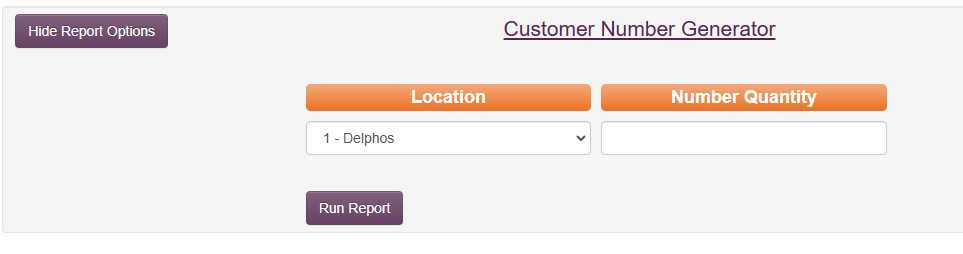 Hide Report Options
Customer Number Generator
Location
Number Quantity
1 - Delphos
Run Report